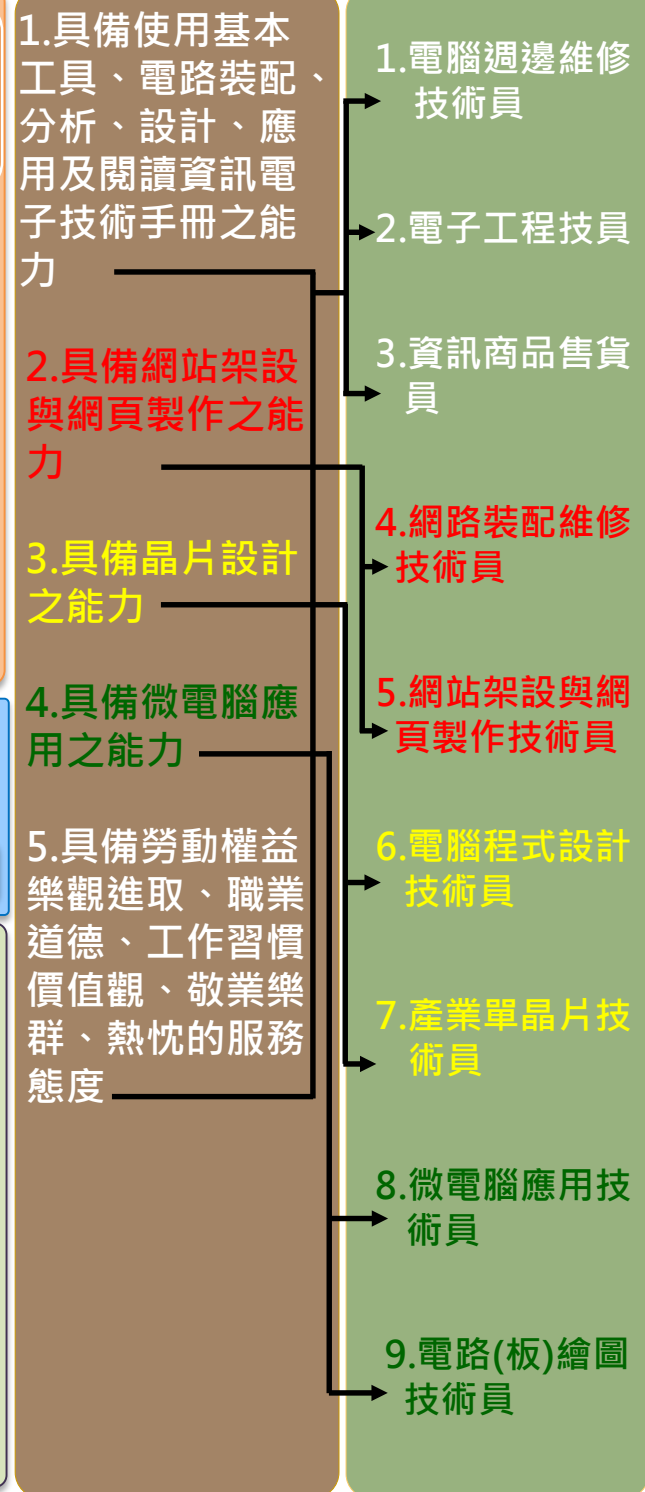 1.具備使用基本
工具、電路裝配、
分析、設計、應
用及閱讀資訊電
子技術手冊之能
力
2.具備網站架設
與網頁製作之能
力
3.具備晶片設計
之能力
4.具備微電腦應
用之能力
5.具備勞動權益
樂觀進取、職業
道德、工作習慣
價值觀、敬業樂
群、熱忱的服務
態度
1.電腦週邊維修
技術員
2.電子工程技員
3.資訊商品售貨
員
4.網路裝配維修
技術員
5.網站架設與網
頁製作技術員
6.電腦程式設計
技術員
7.產業單晶片技
術員
8.微電腦應用技
術員
9.電路(板)繪圖
技術員